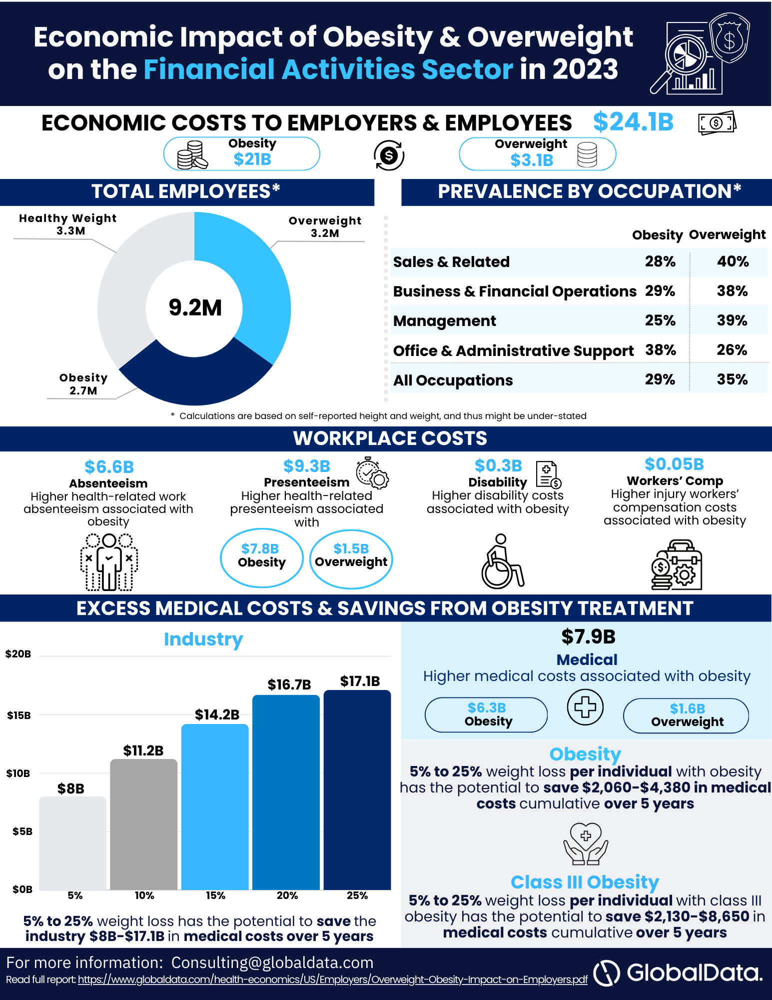 Economic Impact of Obesity & Overweight
on the Financial Activities Sector in 2023
ECONOMIC COSTS TO EMPLOYERS & EMPLOYEES $24.1B
Obesity
$21B
$
Overweight
$3.1B
TOTAL EMPLOYEES*
Healthy Weight
3.3M
Overweight
3.2M
9.2M
Obesity
2.7M
PREVALENCE BY OCCUPATION*
Obesity Overweight
Sales & Related 28% 40%
Business & Financial Operations 29% 38%
Management 25% 39%
Office & Administrative Support 38% 26%
All Occupations 29% 35%
* Calculations are based on self-reported height and weight, and thus might be under-stated
WORKPLACE COSTS
$6.6B
Absenteeism
Higher health-related work
absenteeism associated with
obesity
$9.3B
Presenteeism
Higher health-related
presenteeism associated
with
$7.8B
Obesity
$1.5B
Overweight
$0.3B
Disability
Higher disability costs
associated with obesity
$0.05B
Workers' Comp
Higher injury workers'
compensation costs
associated with obesity
EXCESS MEDICAL COSTS & SAVINGS FROM OBESITY TREATMENT
Industry
$20B
$15B
$10B
$5B
$0B
$8B
$11.2B
$14.2B
$16.7B
$17.1B
5% 10% 15% 20% 25%
5% to 25% weight loss has the potential to save the
industry $8B-$17.1B in medical costs over 5 years
$7.9B
Medical
Higher medical costs associated with obesity
$6.3B
Obesity
$1.6B
Overweight
Obesity
5% to 25% weight loss per individual with obesity
has the potential to save $2,060-$4,380 in medical
costs cumulative over 5 years
Class III Obesity
5% to 25% weight loss per individual with class III
obesity has the potential to save $2,130-$8,650 in
medical costs cumulative over 5 years
For more information: Consulting@globaldata.com
Read full report: https://www.globaldata.com/health-economics/US/Employers/Overweight-Obesity-Impact-on-Employers.pdf
GlobalData.